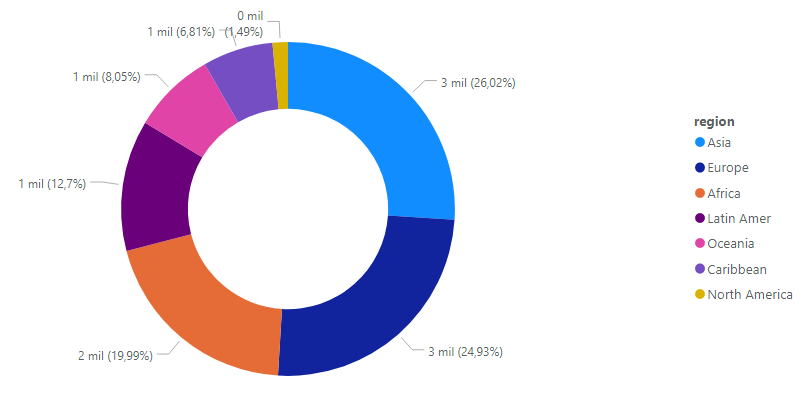 0 mil
(1,49%)
1 mil (6,81%)
1 mil (8,05%)
3 mil (26,02%)
1 mil (12,7%)
2 mil (19,99%)
3 mil (24,93%)
region
Asia
Europe
Africa
Latin Amer
Oceania
Caribbean
North America